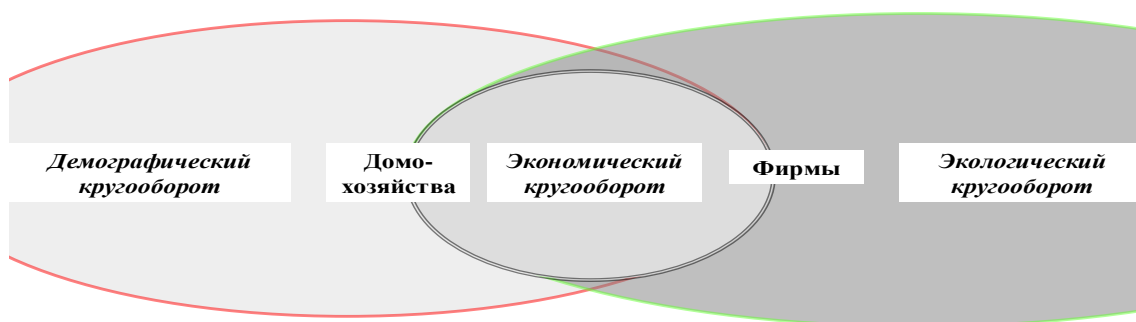 Демографический
кругооборот
Домо-
хозяйства
Экономический
кругооборот
Фирмы
Экологический
кругооборот